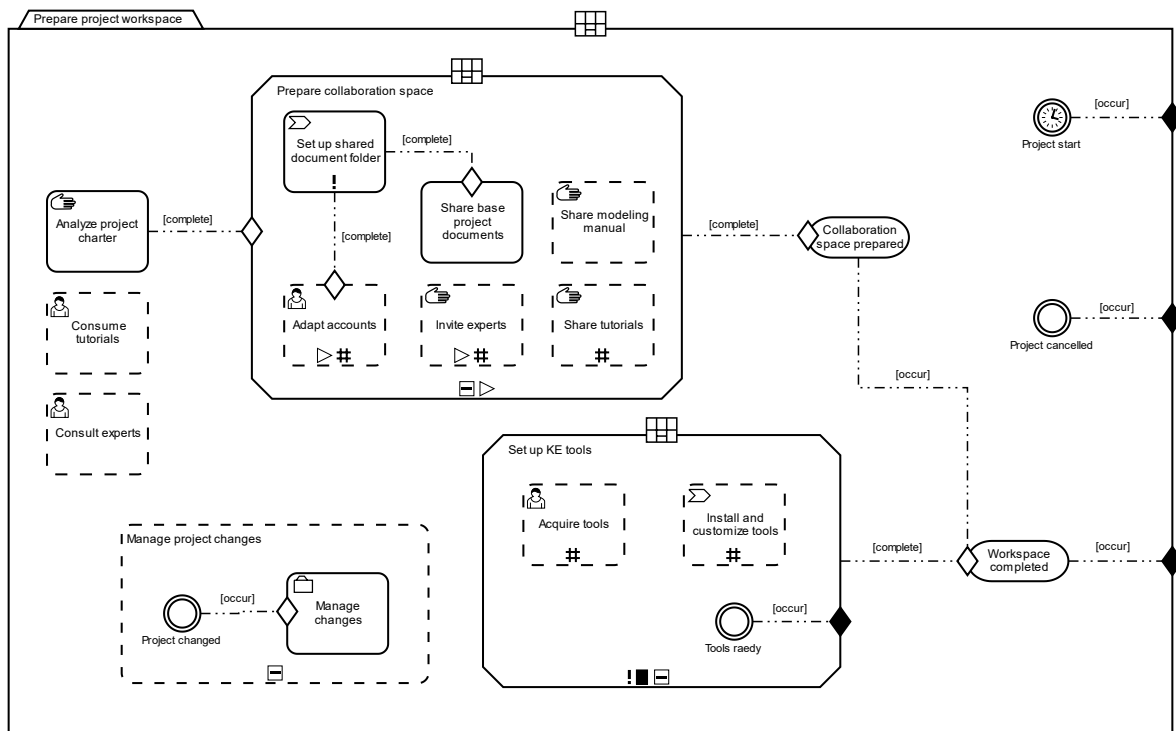 Prepare project workspace
Prepare collaboration space
Set up shared
document folder
[complete]
[complete]
Share base
project
documents
Share modeling
manual
Adapt accounts
Invite experts
Share tutorials
Analyze project
charter
[complete]
Consume
tutorials
Consult experts
[complete]
Collaboration
space prepared
[occur]
Project start
[occur]
Project cancelled
[occur]
Set up KE tools
Acquire tools
Install and
customize tools
[occur]
Tools raedy
[complete]
Workspace
completed
[occur]
Manage project changes
[occur]
Project changed
Manage
changes